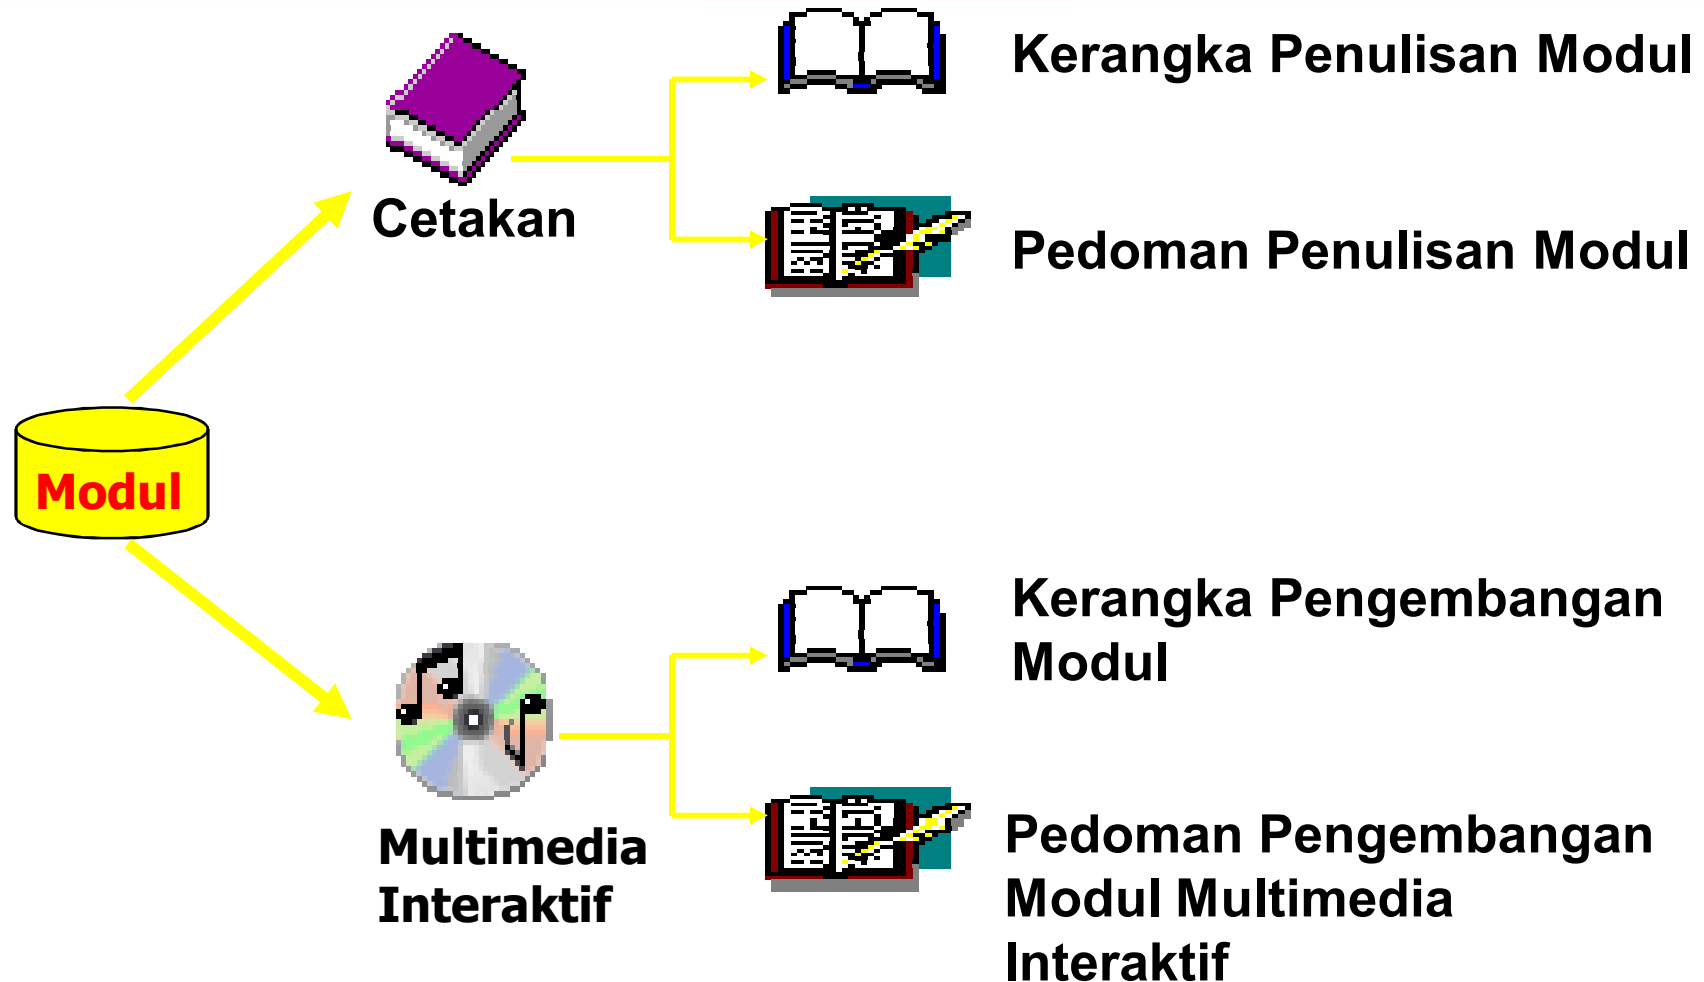 Kerangka Penulisan Modul
Cetakan
Pedoman Penulisan Modul
Modul
Kerangka Pengembangan
Modul
Multimedia
Interaktif
Pedoman Pengembangan
Modul Multimedia
Interaktif